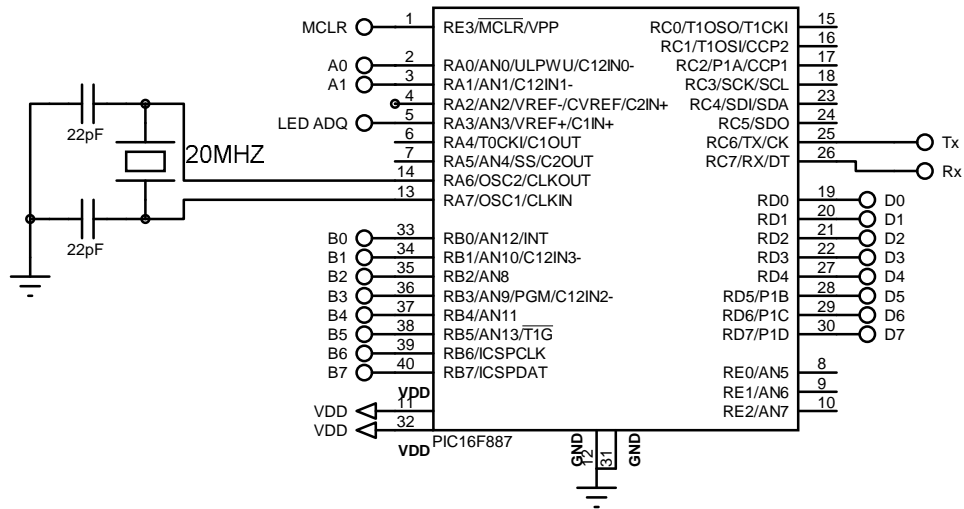 MCLR 1 RE3/MCLR/VPP RC0/T1OSO/T1CKI 15
RC1/T1OSI/CCP2 16
A0 2 RA0/AN0/ULPWU/C12IN0- RC2/P1A/CCP1 17
A1 3 RA1/AN1/C12IN1- RC3/SCK/SCL 18
4 RA2/AN2/VREF-/CVREF/C2IN+ RC4/SDI/SDA 23
LED ADQ 5 RA3/AN3/VREF+/C1IN+ RC5/SDO 24
6 RA4/T0CKI/C1OUT RC6/TX/CK 25 Tx
7 RA5/AN4/SS/C2OUT RC7/RX/DT 26 Rx
14 RA6/OSC2/CLKOUT
13 RA7/OSC1/CLKIN RD0 19 D0
22pF
20MHZ
22pF
RD1 20 D1
B0 33 RB0/AN12/INT RD2 21 D2
B1 34 RB1/AN10/C12IN3- RD3 22 D3
B2 35 RB2/AN8 RD4 27 D4
B3 36 RB3/AN9/PGM/C12IN2- RD5/P1B 28 D5
B4 37 RB4/AN11 RD6/P1C 29 D6
B5 38 RB5/AN13/T1G RD7/P1D 30 D7
B6 39 RB6/ICSPCLK
B7 40 RB7/ICSPDAT RE0/AN5 8
VDD RE1/AN6 9
VDD 11 RE2/AN7 10
VDD 32
VDD PIC16F887
GND 12 31 GND